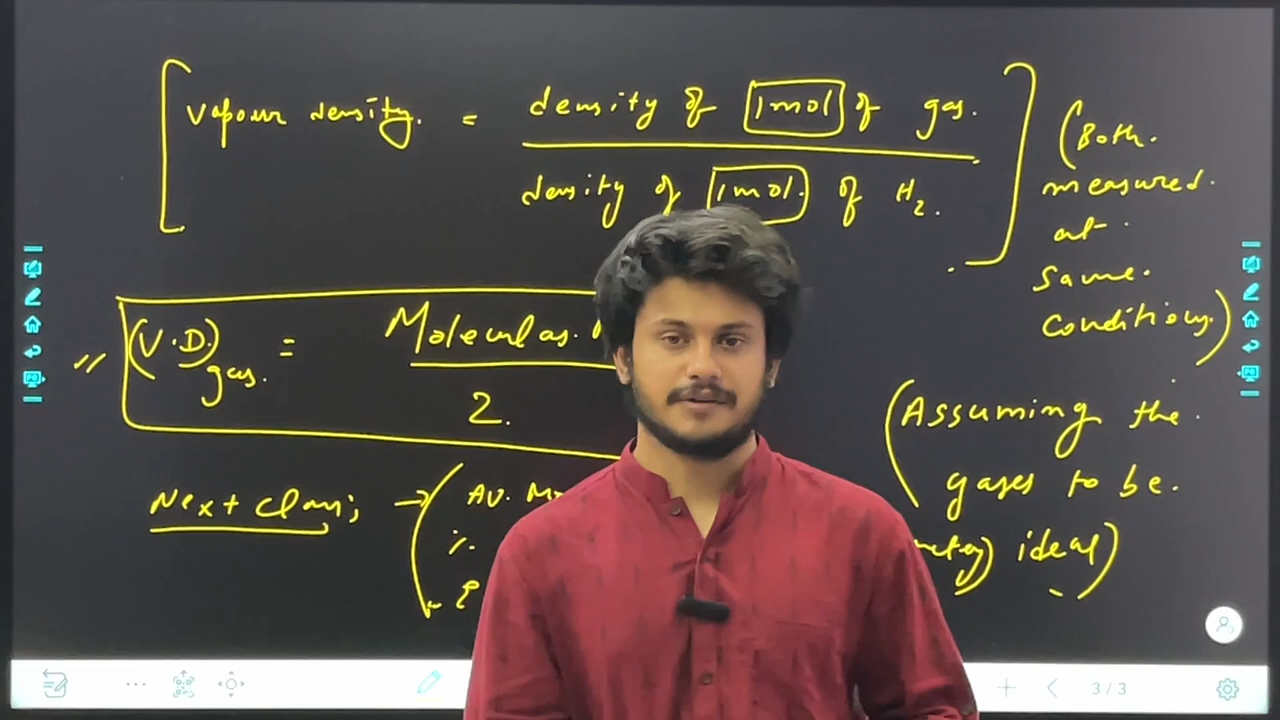 vapour density. = density of 1mol of gas.
density of 1mol. of H2.
(Both.
measured.
at
same.
conditions.)
(V.D.)gas. = Molecular.
2.
(Assuming the.
gases to be.
ideal)
Next class; → (Av.
%.
3 / 3